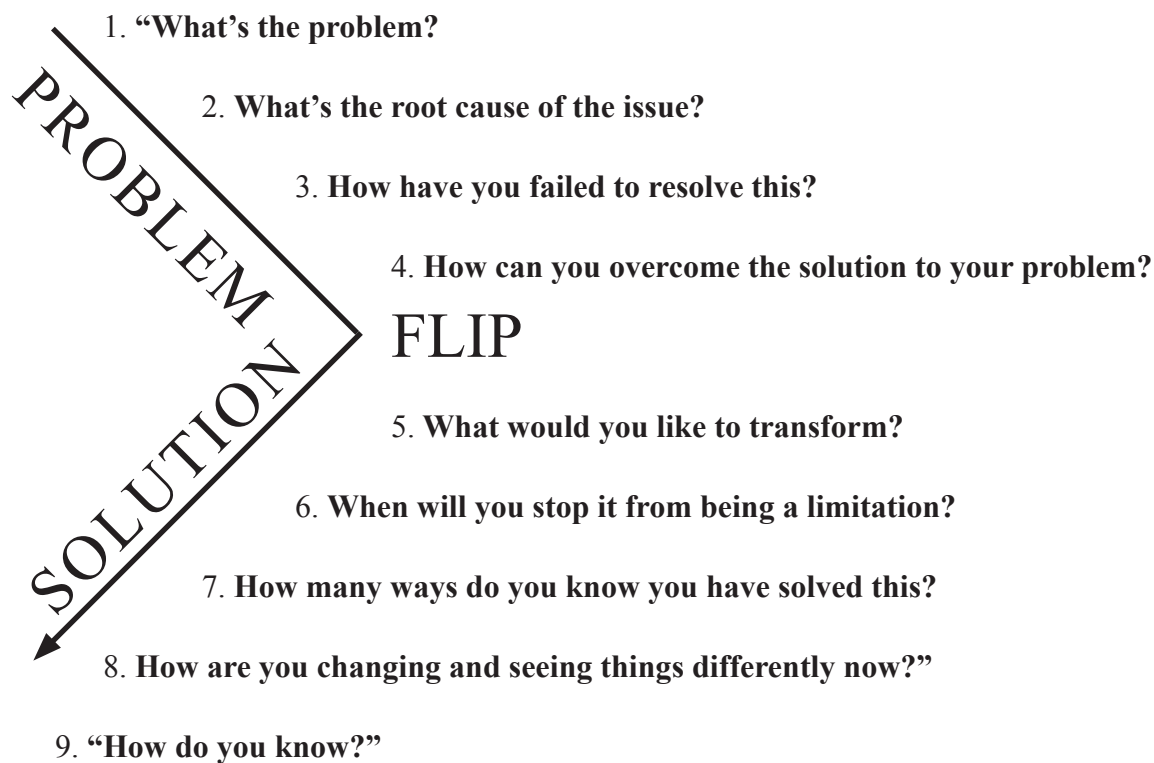 1. “What’s the problem?
PROBLEM
2. What’s the root cause of the issue?
3. How have you failed to resolve this?
4. How can you overcome the solution to your problem?
FLIP
SOLUTION
5. What would you like to transform?
6. When will you stop it from being a limitation?
7. How many ways do you know you have solved this?
8. How are you changing and seeing things differently now?”
9. “How do you know?”